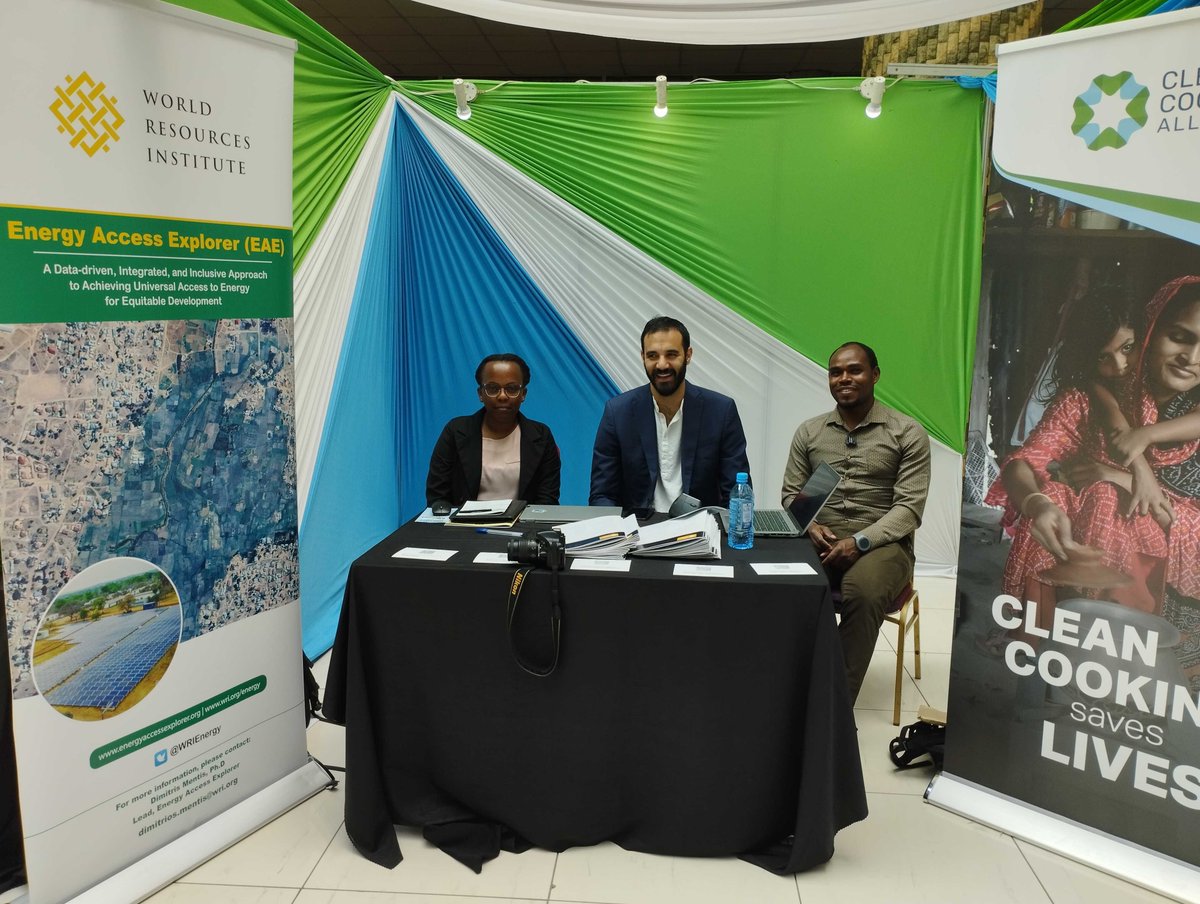 WORLD
RESOURCES
INSTITUTE
Energy Access Explorer (EAE)
A Data-driven, Integrated, and Inclusive Approach
to Achieving Universal Access to Energy
for Equitable Development
www.energyaccessexplorer.org | www.wri.org/energy
@WRIEnergy
For more information, please contact:
Dimitris Mentis, Ph.D
Lead, Energy Access Explorer
dimitrios.mentis@wri.org
Nikon
CLE
COO
ALL
CLEAN
COOKIN
saves
LIVES